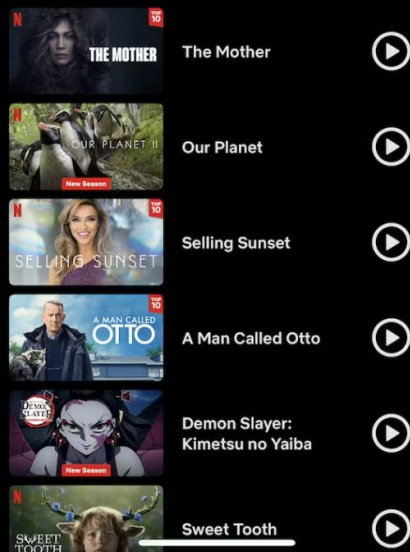 N
TOP
10
THE MOTHER
The Mother
N
OUR PLANET II
New Season
Our Planet
N
TOP
10
SELLING SUNSET
Selling Sunset
TOP
10
A MAN CALLED
OTTO
A Man Called Otto
DEMON
SLAYER
New Season
Demon Slayer:
Kimetsu no Yaiba
N
SWEET
TOOTH
Sweet Tooth